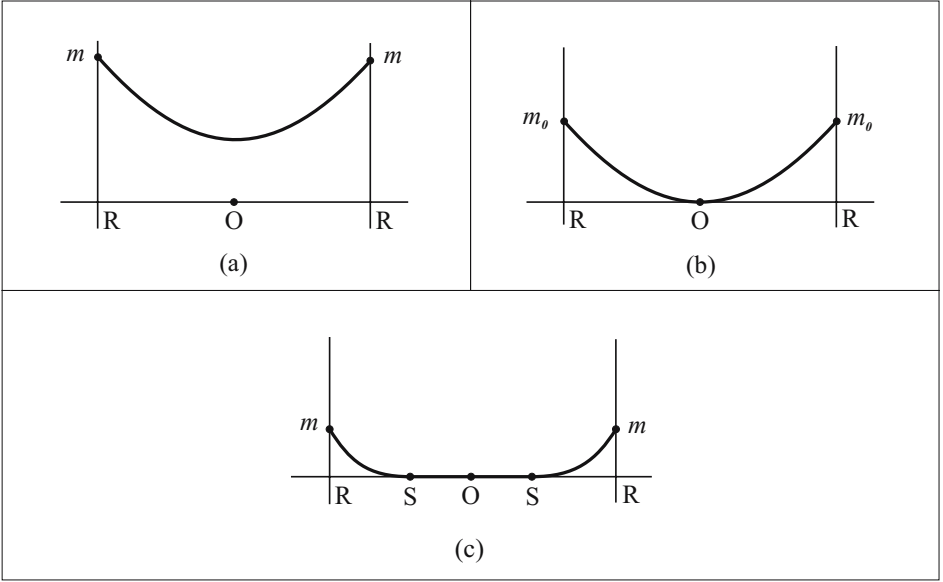 m m
R O R
(a)
m₀ m₀
R O R
(b)
m m
R S O S R
(c)